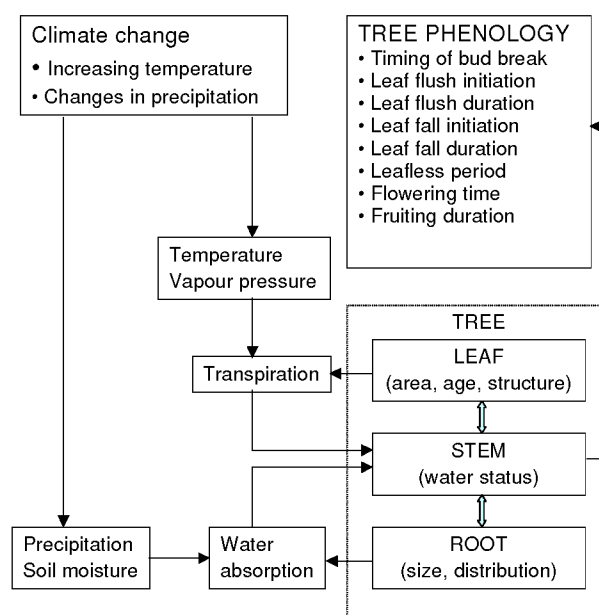 Climate change
• Increasing temperature
• Changes in precipitation
TREE PHENOLOGY
• Timing of bud break
• Leaf flush initiation
• Leaf flush duration
• Leaf fall initiation
• Leaf fall duration
• Leafless period
• Flowering time
• Fruiting duration
Temperature
Vapour pressure
Transpiration
TREE
LEAF
(area, age, structure)
STEM
(water status)
Precipitation
Soil moisture
Water
absorption
ROOT
(size, distribution)